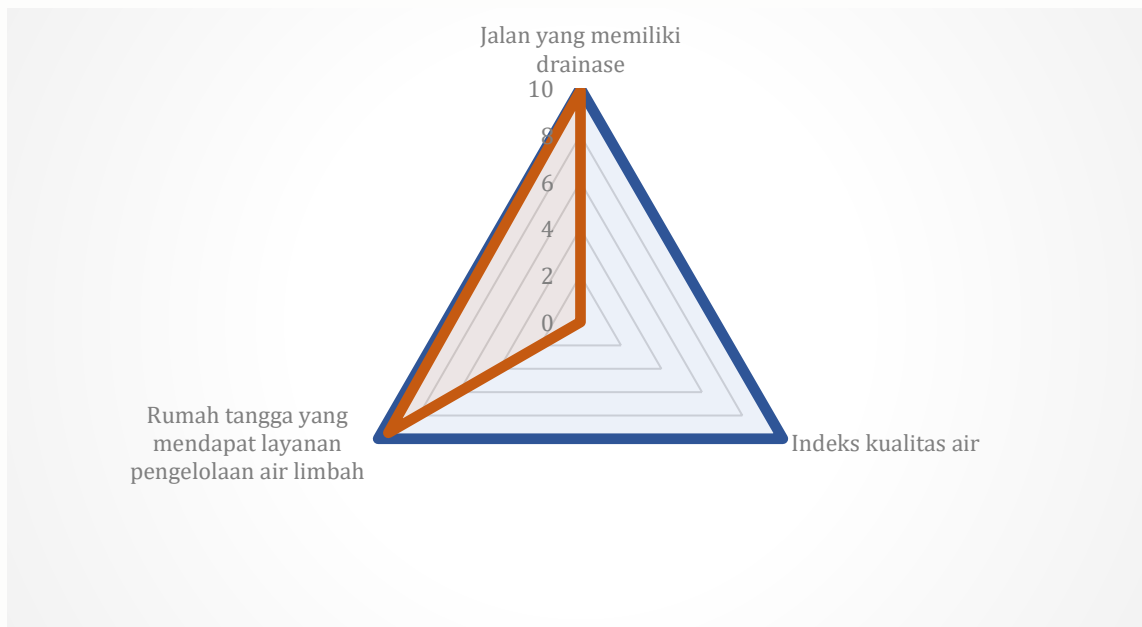 Jalan yang memiliki
drainase
10
8
6
4
2
0
Rumah tangga yang
mendapat layanan
pengelolaan air limbah
Indeks kualitas air